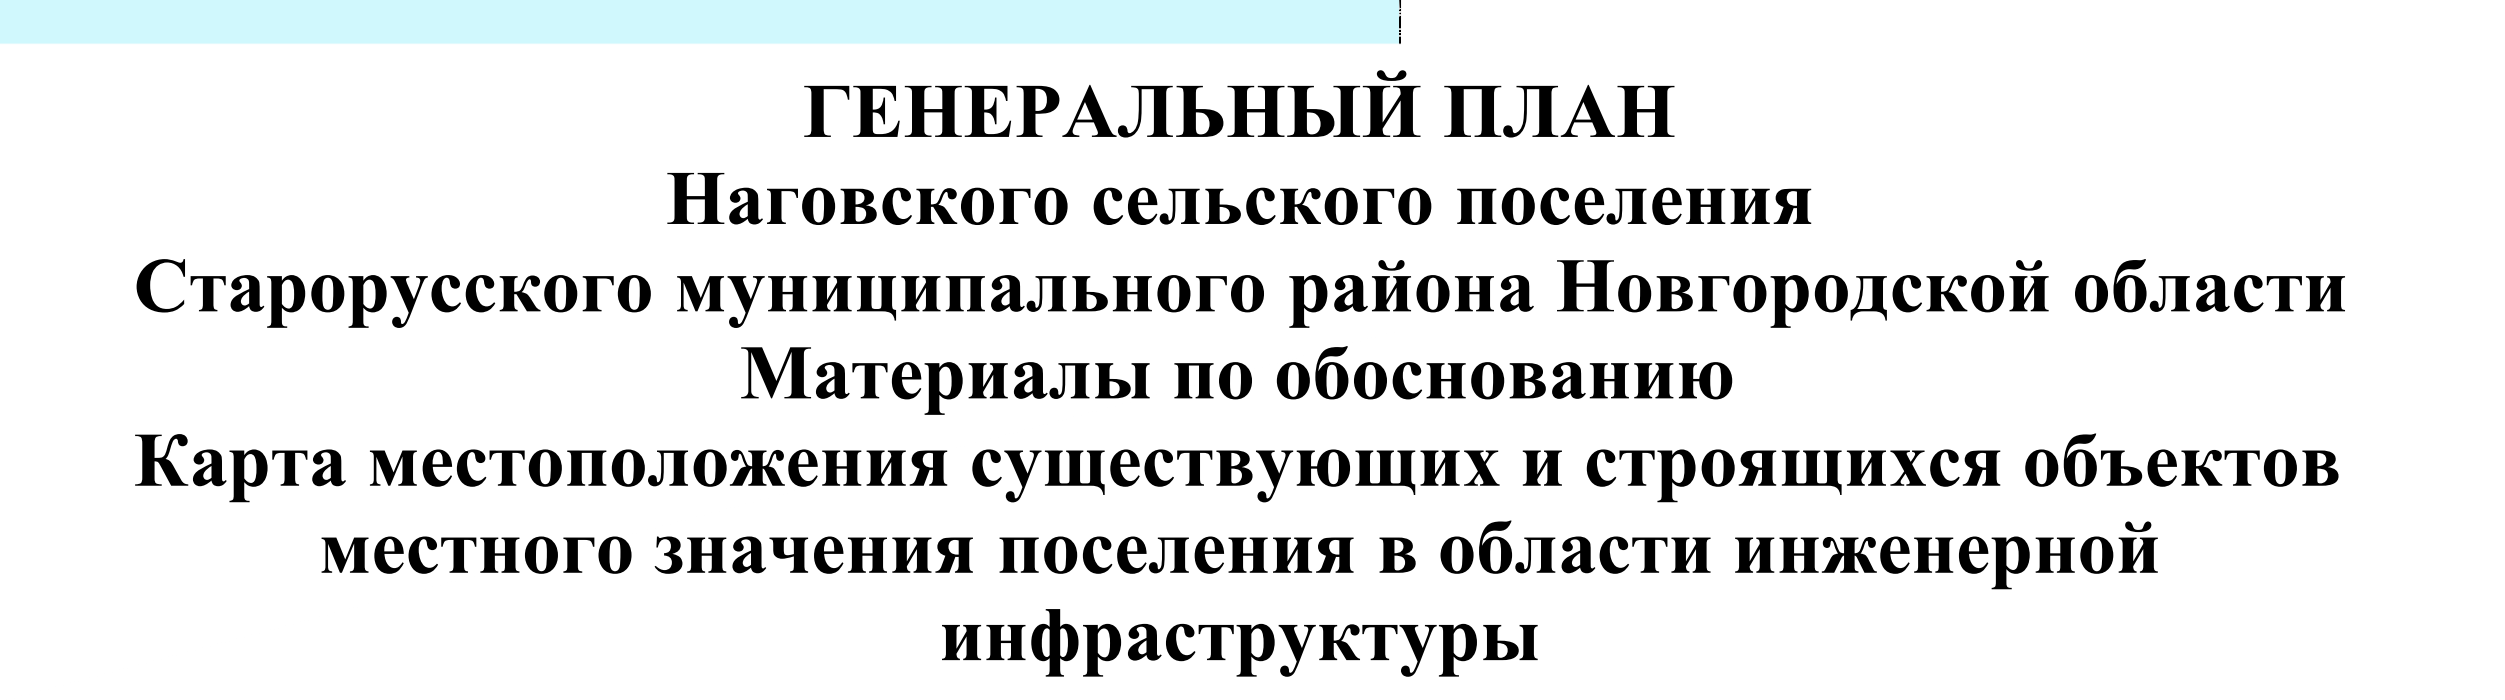 ГЕНЕРАЛЬНЫЙ ПЛАН
Наговского сельского поселения
Старорусского муниципального района Новгородской области
Материалы по обоснованию
Карта местоположения существующих и строящихся объектов
местного значения поселения в области инженерной
инфраструктуры